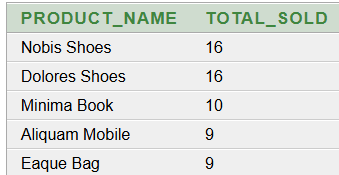 PRODUCT_NAME TOTAL_SOLD
Nobis Shoes 16
Dolores Shoes 16
Minima Book 10
Aliquam Mobile 9
Eaque Bag 9